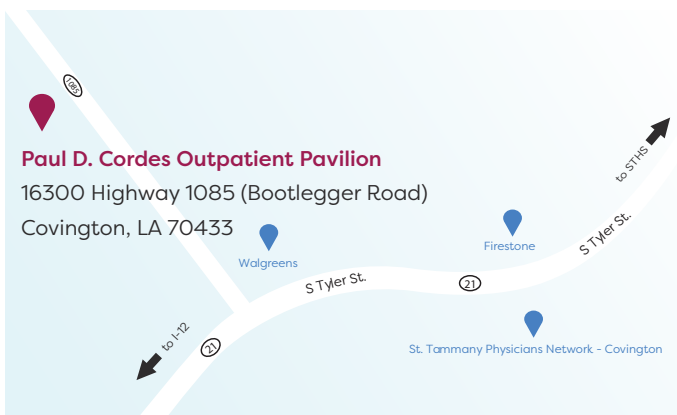 1085
Paul D. Cordes Outpatient Pavilion
16300 Highway 1085 (Bootlegger Road)
Covington, LA 70433
to STHS
Walgreens
Firestone
S Tyler St.
S Tyler St.
21
to I-12
21
St. Tammany Physicians Network - Covington